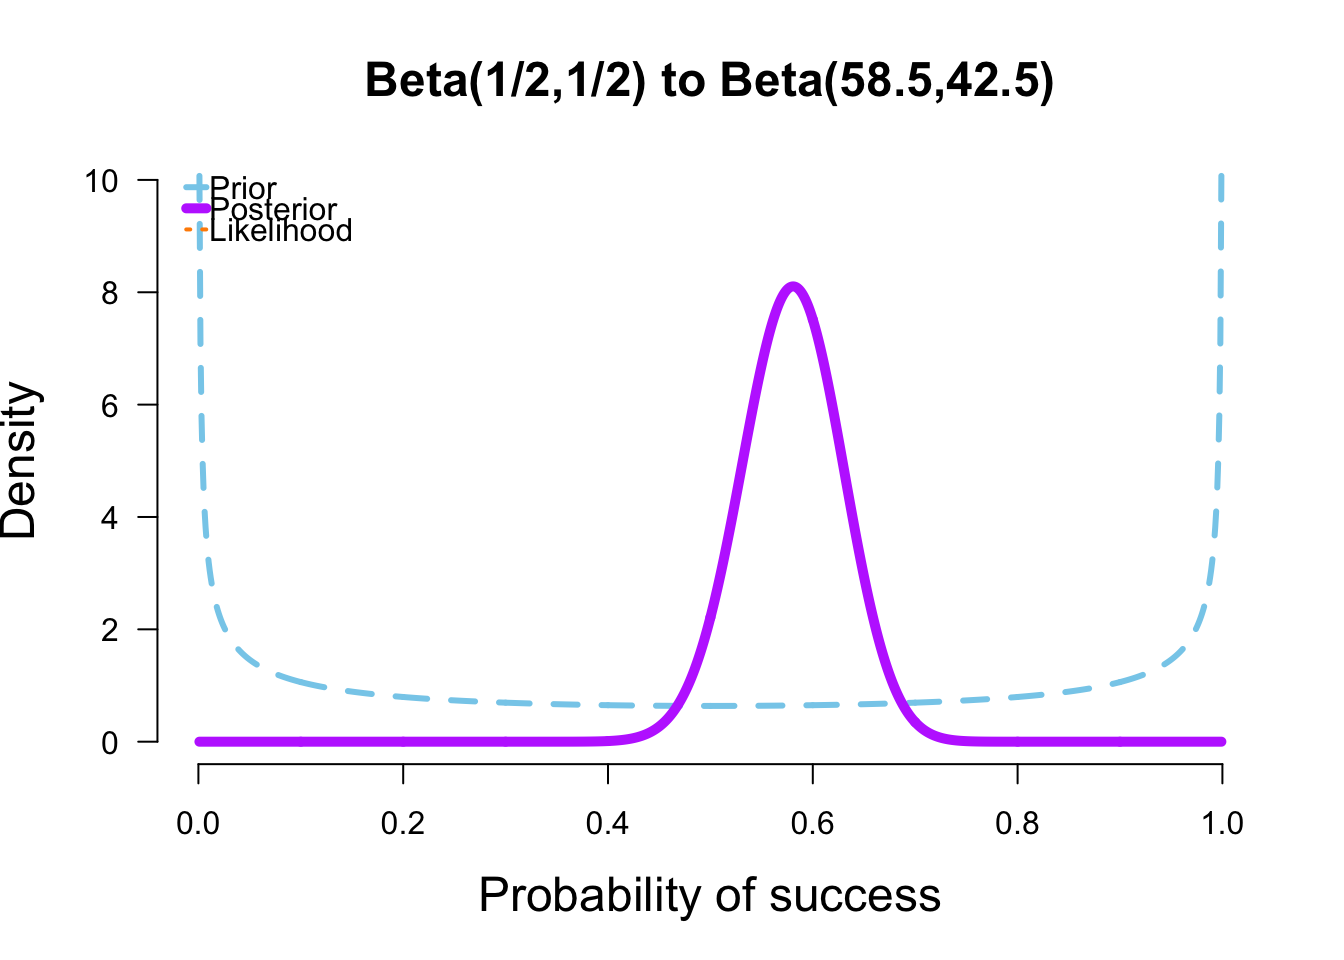 Beta(1/2,1/2) to Beta(58.5,42.5)
10
8
6
4
2
0
Density
Prior
Posterior
Likelihood
0.0 0.2 0.4 0.6 0.8 1.0
Probability of success